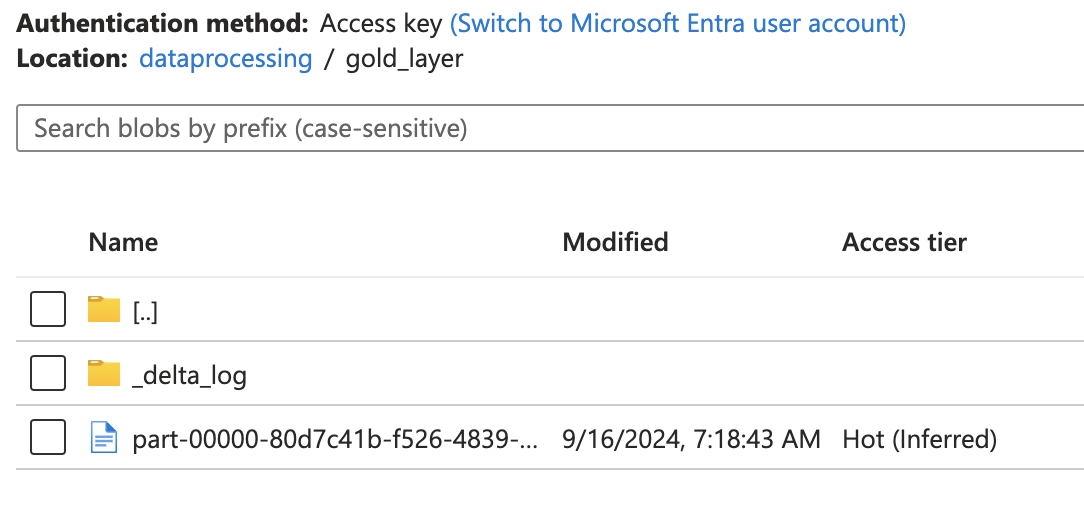 Authentication method: Access key (Switch to Microsoft Entra user account)
Location: dataprocessing / gold_layer
Search blobs by prefix (case-sensitive)
Name Modified Access tier
[..]
_delta_log
part-00000-80d7c41b-f526-4839-... 9/16/2024, 7:18:43 AM Hot (Inferred)